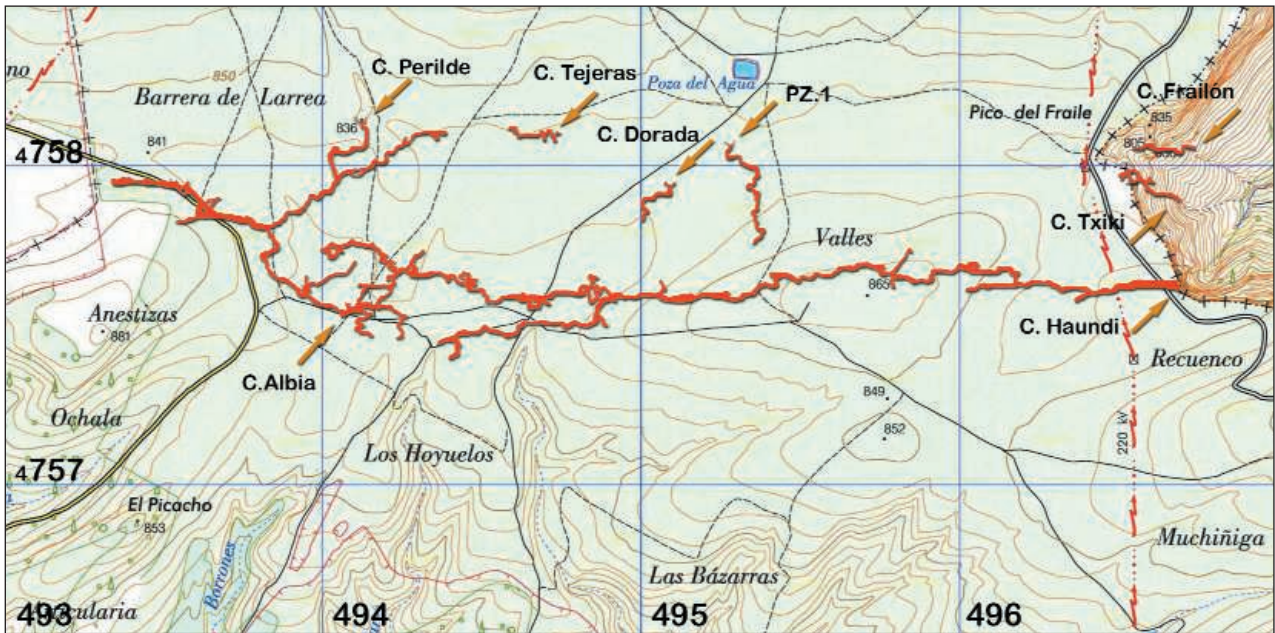 no
C. Perilde
C. Tejeras
Poza del Agua
PZ.1
C. Frailón
850
Barrera de Larrea
Pico del Fraile
835
836
C. Dorada
805
841
4758
C. Txiki
Valles
865
C. Haundi
Anestizas
881
Recuenco
C.Albia
849
Ochala
852
220 kV
Los Hoyuelos
4757
El Picacho
853
Muchiñiga
Borrones
Las Bázarras
493
494
495
496